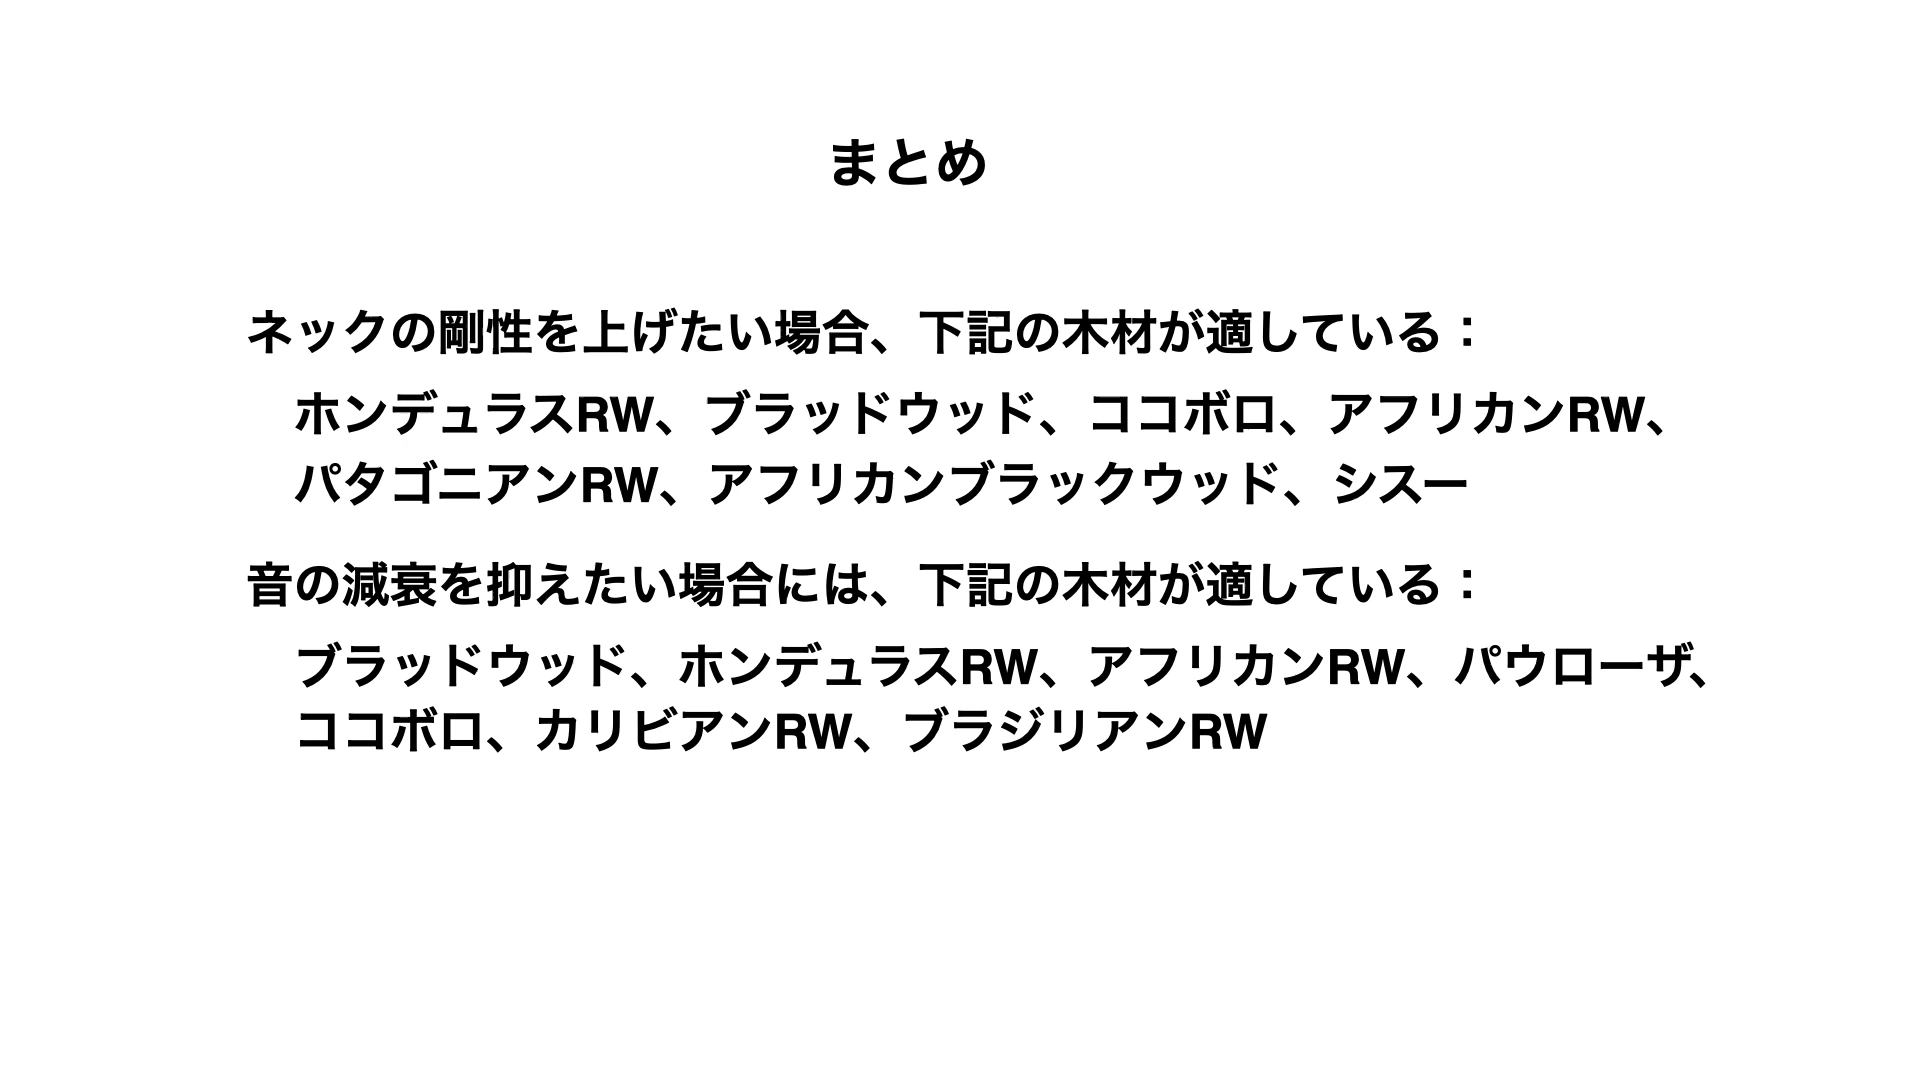 まとめ
ネックの剛性を上げたい場合、下記の木材が適している：
ホンデュラスRW、ブラッドウッド、ココボロ、アフリカンRW、
パタゴニアンRW、アフリカンブラックウッド、シスー
音の減衰を抑えたい場合には、下記の木材が適している：
ブラッドウッド、ホンデュラスRW、アフリカンRW、パウローザ、
ココボロ、カリビアンRW、ブラジリアンRW